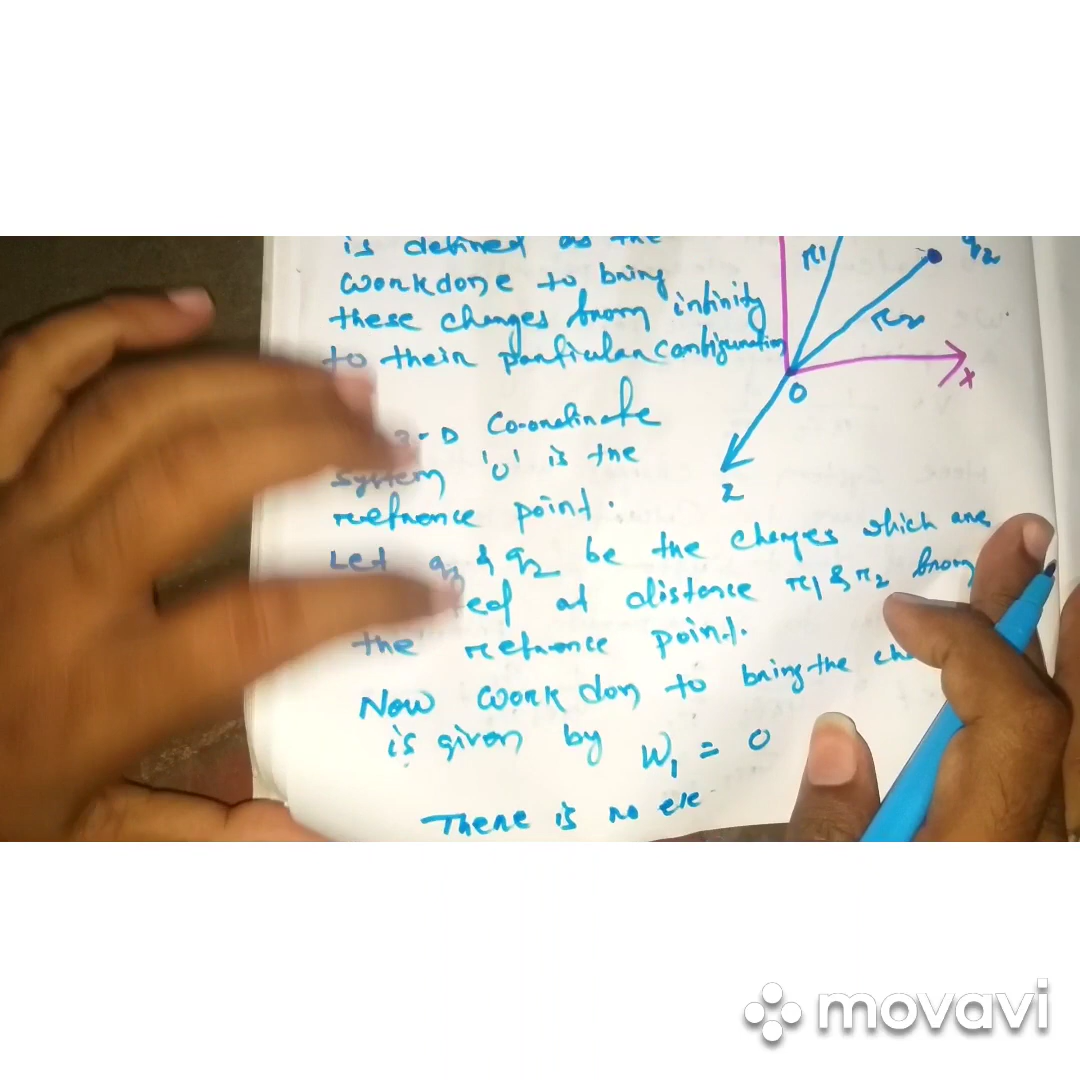 is defined as the
workdone to bring
these charges from infinity
to their particular configuration
3-D Co-ordinate
system 'O' is the
refrence point.
Let q1 & q2 be the charges which are
at distance r1 & r2 from
the refrence point.
Now work don to bring the
is given by W1 = 0
There is no ele
r1
q2
r2
O
X
Z
movavi